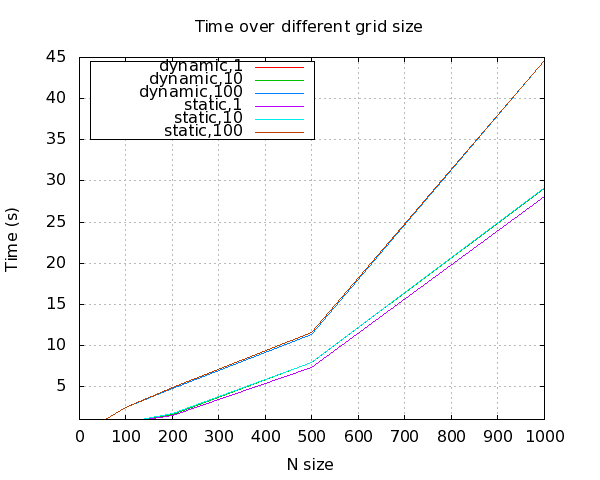 Time over different grid size
45
40
35
30
25
20
15
10
5
Time (s)
dynamic,1
dynamic,10
dynamic,100
static,1
static,10
static,100
0 100 200 300 400 500 600 700 800 900 1000
N size